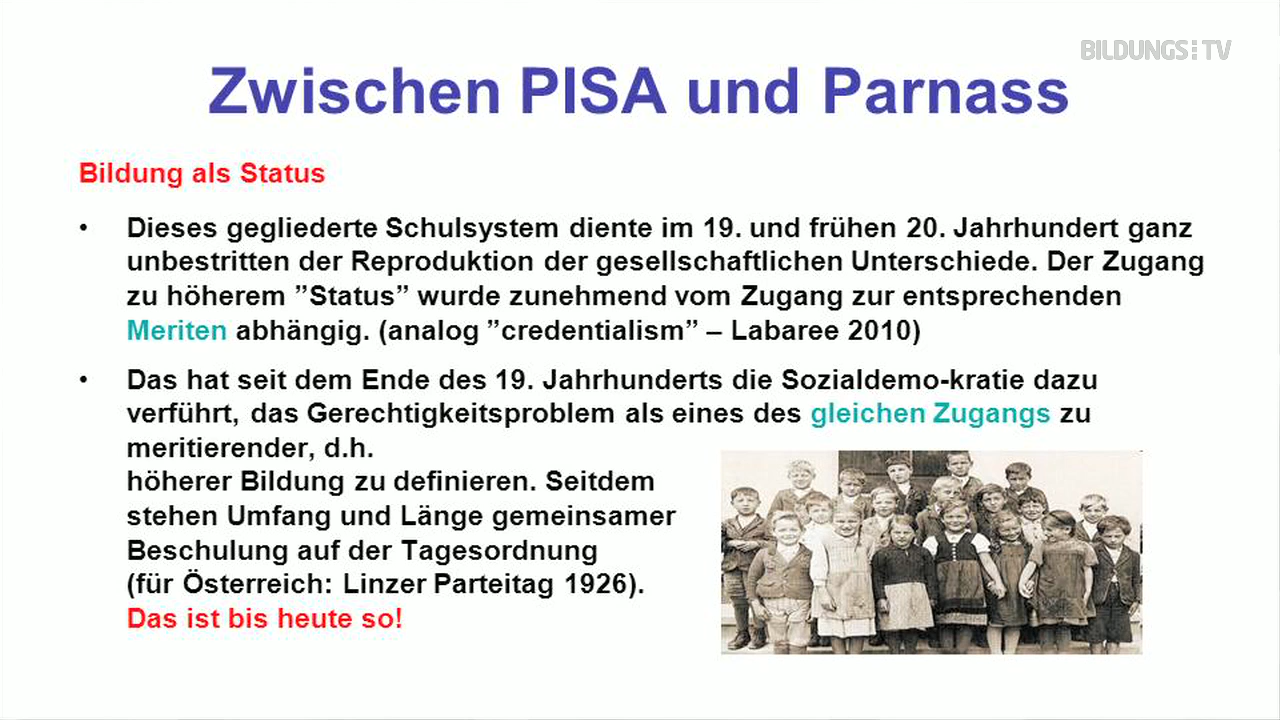 BILDUNGS:TV
Zwischen PISA und Parnass
Bildung als Status
• Dieses gegliederte Schulsystem diente im 19. und frühen 20. Jahrhundert ganz
unbestritten der Reproduktion der gesellschaftlichen Unterschiede. Der Zugang
zu höherem ”Status” wurde zunehmend vom Zugang zur entsprechenden
Meriten abhängig. (analog ”credentialism” – Labaree 2010)
• Das hat seit dem Ende des 19. Jahrhunderts die Sozialdemo-kratie dazu
verführt, das Gerechtigkeitsproblem als eines des gleichen Zugangs zu
meritierender, d.h.
höherer Bildung zu definieren. Seitdem
stehen Umfang und Länge gemeinsamer
Beschulung auf der Tagesordnung
(für Österreich: Linzer Parteitag 1926).
Das ist bis heute so!